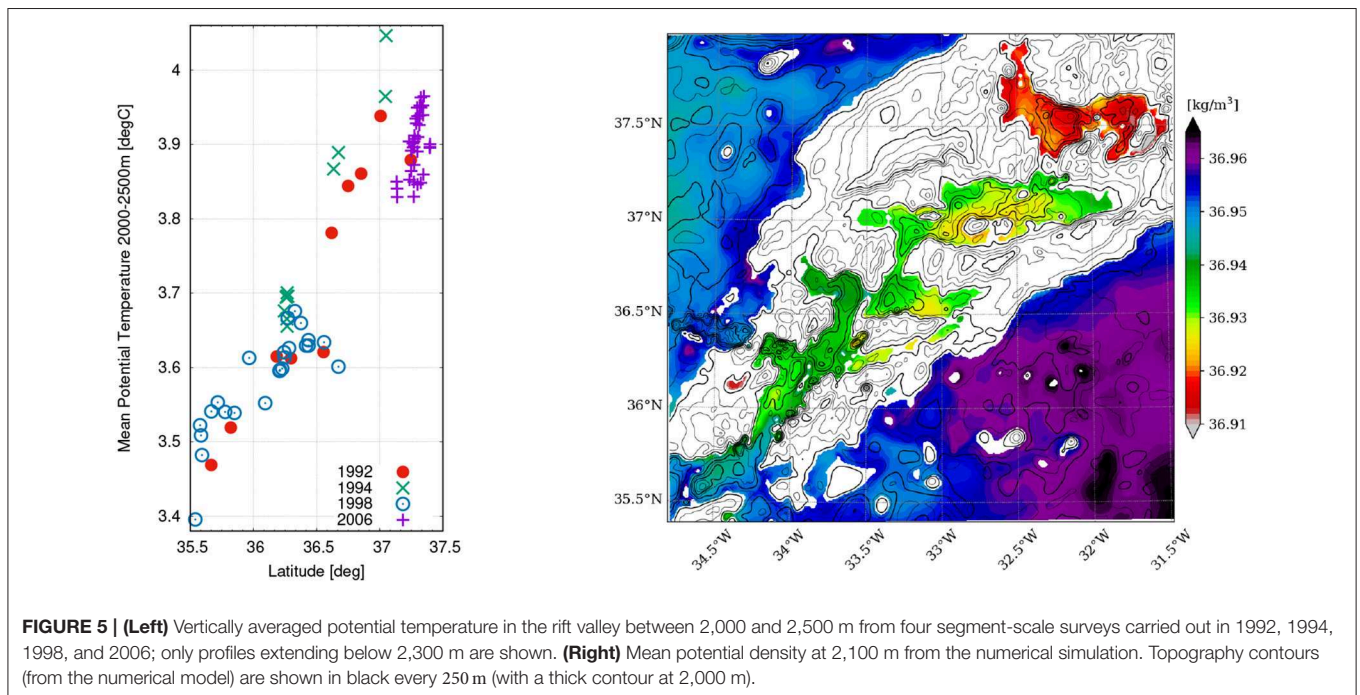 Mean Potential Temperature 2000-2500m [degC]
4
3.9
3.8
3.7
3.6
3.5
3.4
1992
1994
1998
2006
35.5 36 36.5 37 37.5
Latitude [deg]
37.5°N
37°N
36.5°N
36°N
35.5°N
34.5°W 34°W 33.5°W 33°W 32.5°W 32°W 31.5°W
[kg/m³]
36.96
36.95
36.94
36.93
36.92
36.91
FIGURE 5 | (Left) Vertically averaged potential temperature in the rift valley between 2,000 and 2,500 m from four segment-scale surveys carried out in 1992, 1994,
1998, and 2006; only profiles extending below 2,300 m are shown. (Right) Mean potential density at 2,100 m from the numerical simulation. Topography contours
(from the numerical model) are shown in black every 250 m (with a thick contour at 2,000 m).